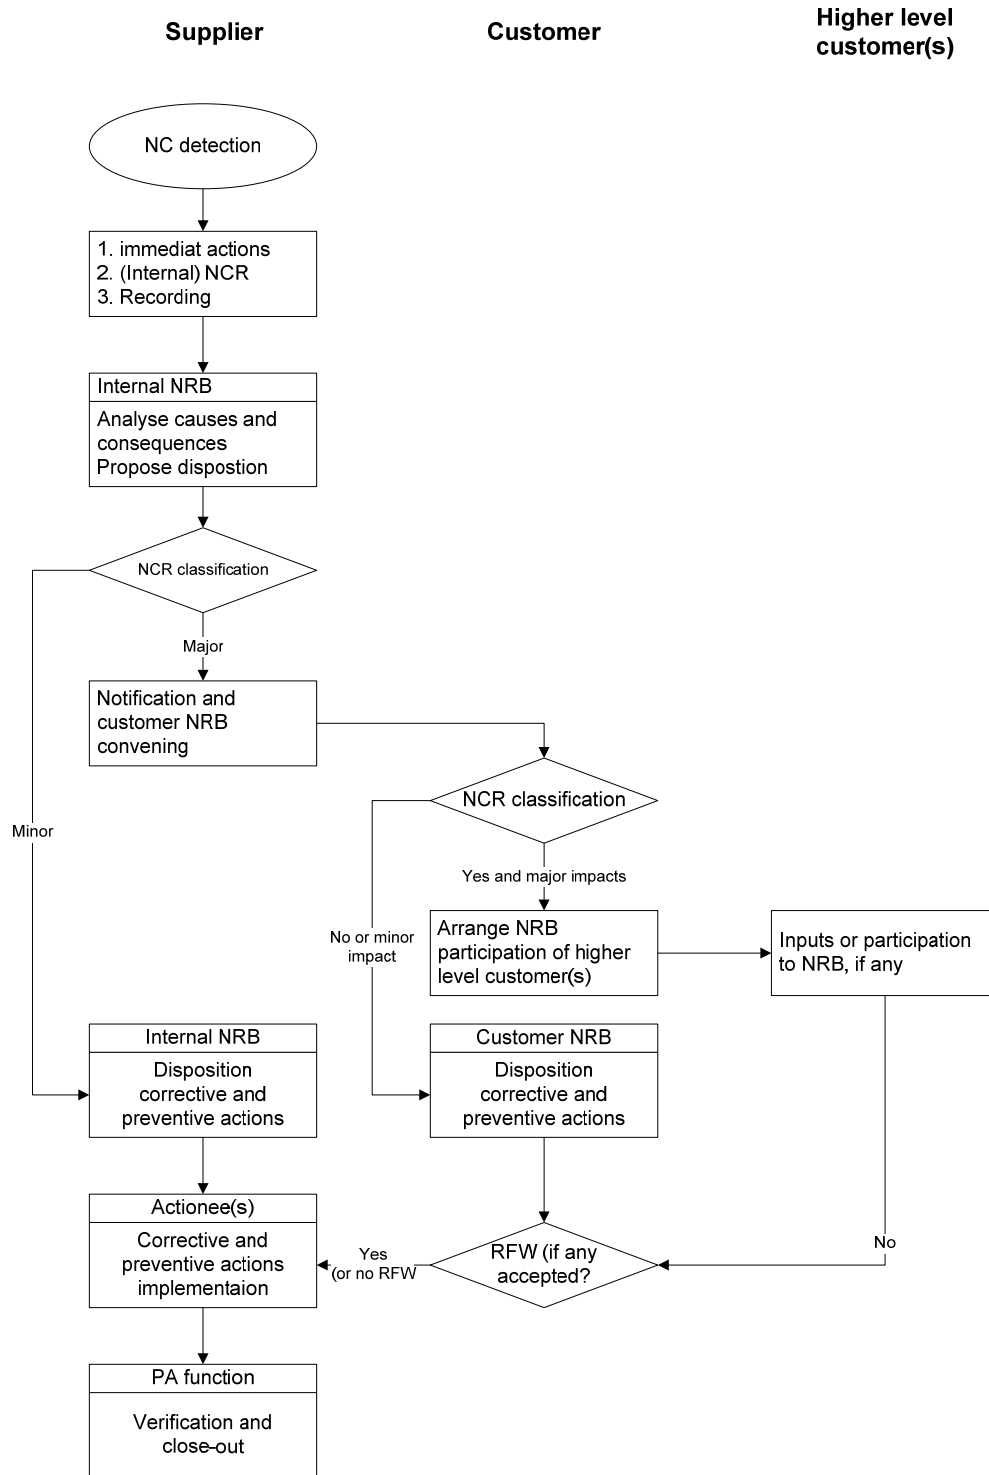 Supplier
Customer
Higher level
customer(s)
NC detection
1. immediat actions
2. (Internal) NCR
3. Recording
Internal NRB
Analyse causes and
consequences
Propose dispostion
NCR classification
Major
Notification and
customer NRB
convening
NCR classification
Minor
Yes and major impacts
No or minor
impact
Arrange NRB
participation of higher
level customer(s)
Inputs or participation
to NRB, if any
Internal NRB
Disposition
corrective and
preventive actions
Customer NRB
Disposition
corrective and
preventive actions
Actionee(s)
Corrective and
preventive actions
implementaion
Yes
(or no RFW
RFW (if any
accepted?
No
PA function
Verification and
close-out